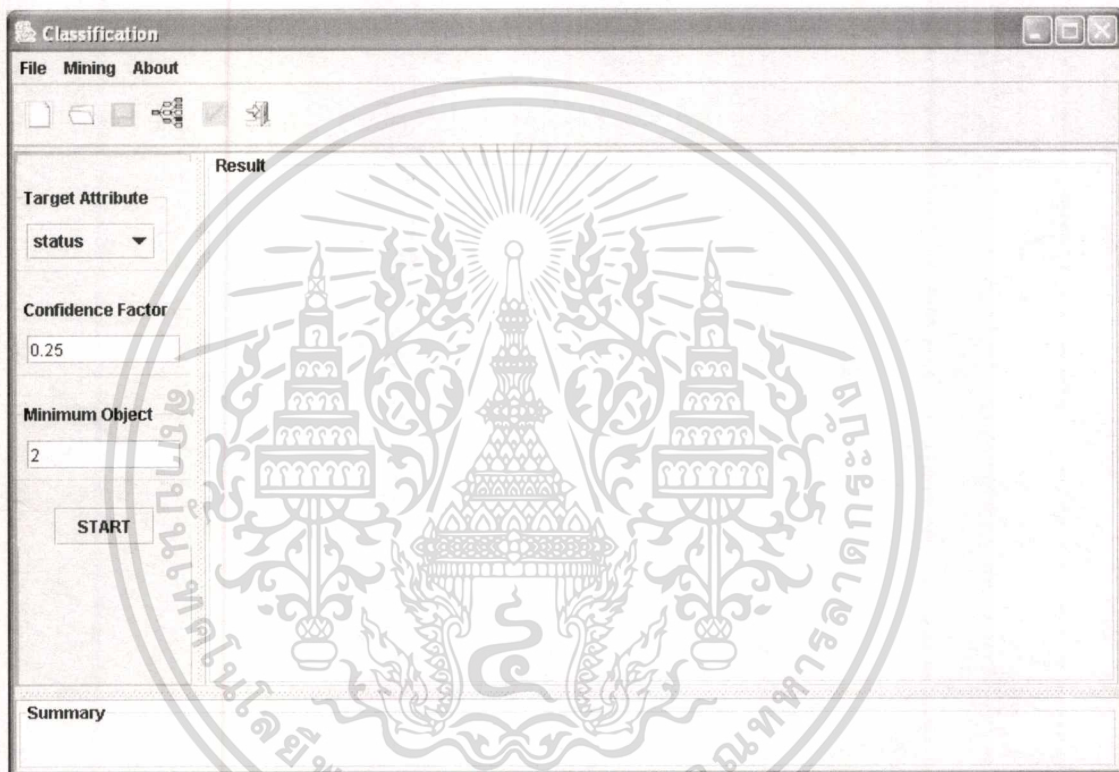 Classification
File Mining About
Result
Target Attribute
status
Confidence Factor
0.25
Minimum Object
2
START
Summary